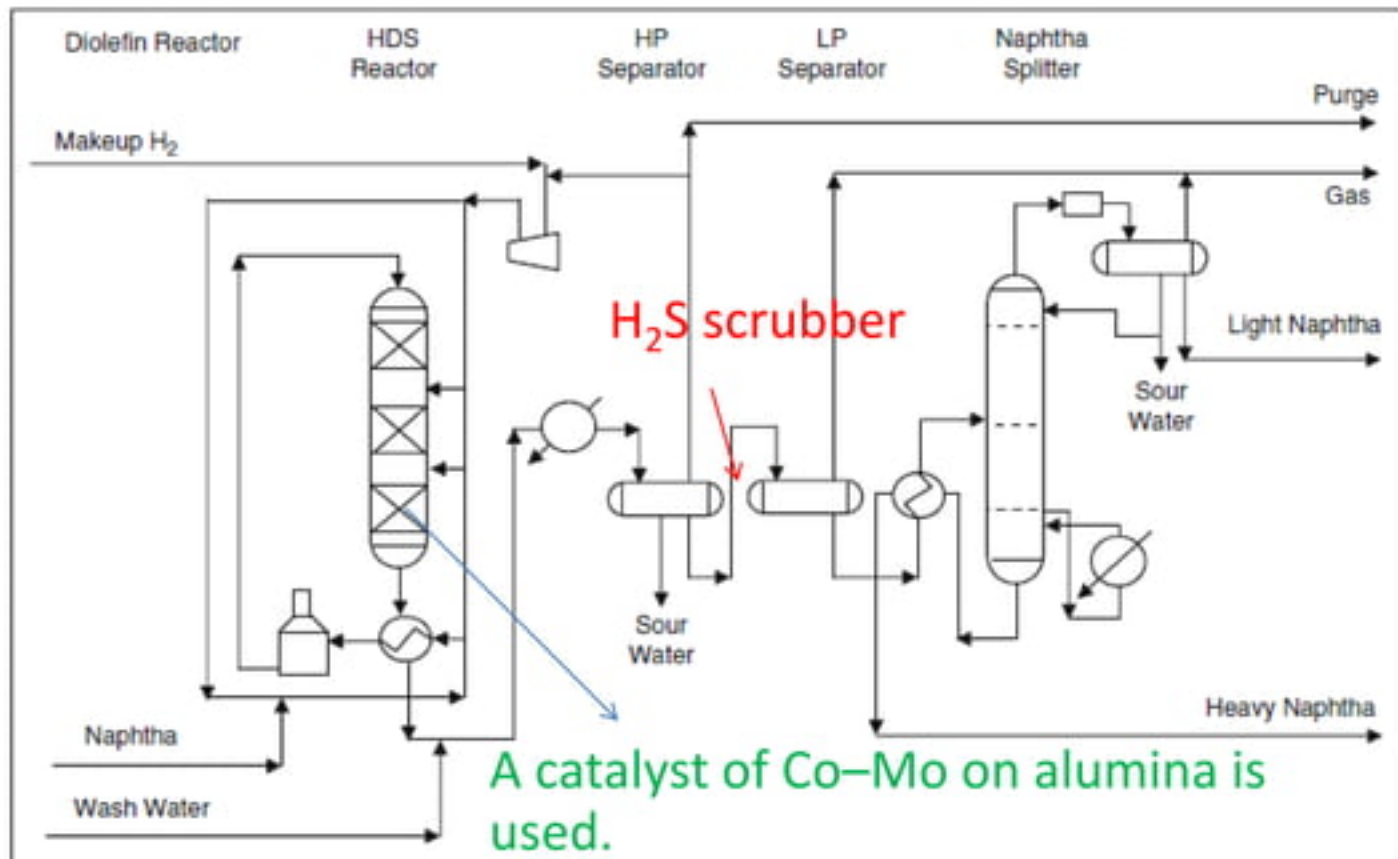 Diolefin Reactor
HDS
Reactor
HP
Separator
LP
Separator
Naphtha
Splitter
Purge
Makeup H₂
Gas
H₂S scrubber
Light Naphtha
Sour
Water
Sour
Water
Heavy Naphtha
Naphtha
A catalyst of Co–Mo on alumina is
used.
Wash Water